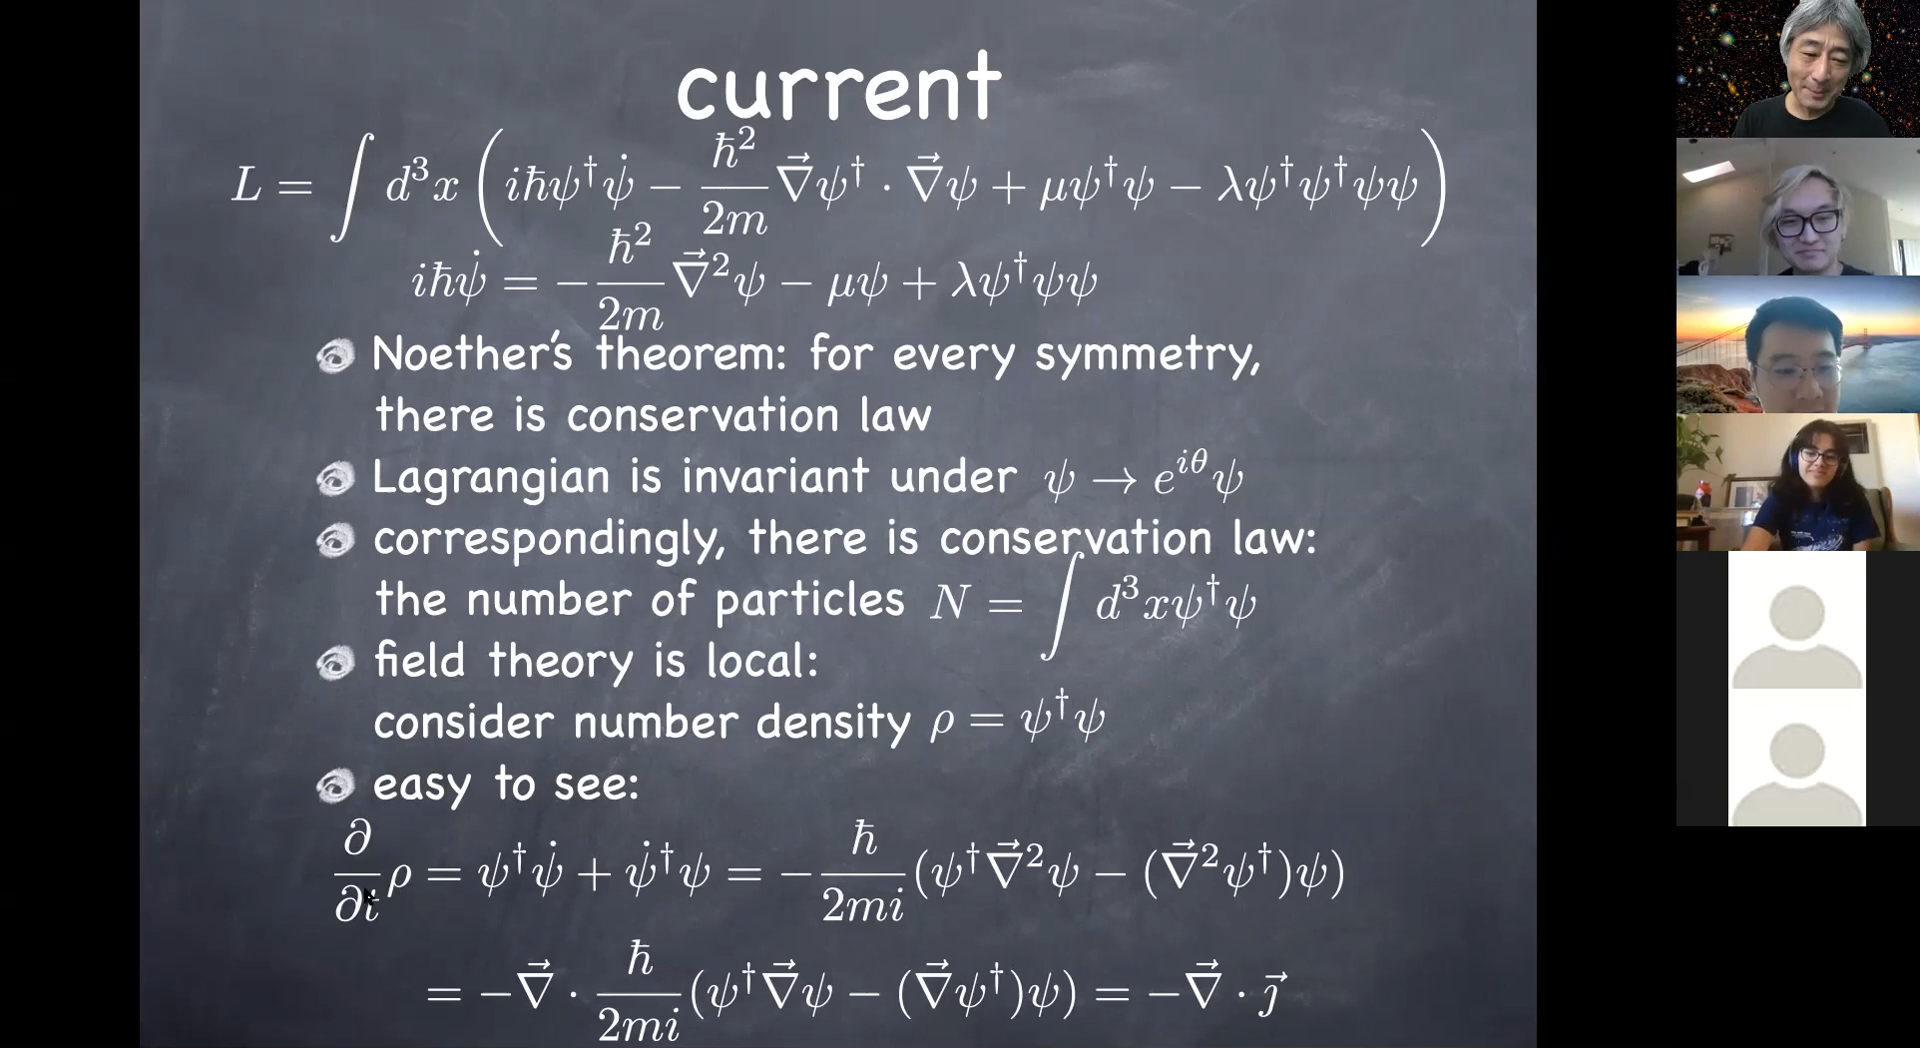 current
L = ∫ d³x ( iħψ†ψ̇ − ħ²/2m ∇⃗ψ† · ∇⃗ψ + μψ†ψ − λψ†ψ†ψψ )
iħψ̇ = − ħ²/2m ∇⃗²ψ − μψ + λψ†ψψ
Noether's theorem: for every symmetry,
there is conservation law
Lagrangian is invariant under ψ → e^{iθ}ψ
correspondingly, there is conservation law:
the number of particles N = ∫ d³xψ†ψ
field theory is local:
consider number density ρ = ψ†ψ
easy to see:
∂/∂t ρ = ψ†ψ̇ + ψ̇†ψ = − ħ/2mi (ψ†∇⃗²ψ − (∇⃗²ψ†)ψ)
= −∇⃗ · ħ/2mi (ψ†∇⃗ψ − (∇⃗ψ†)ψ) = −∇⃗ · ȷ⃗